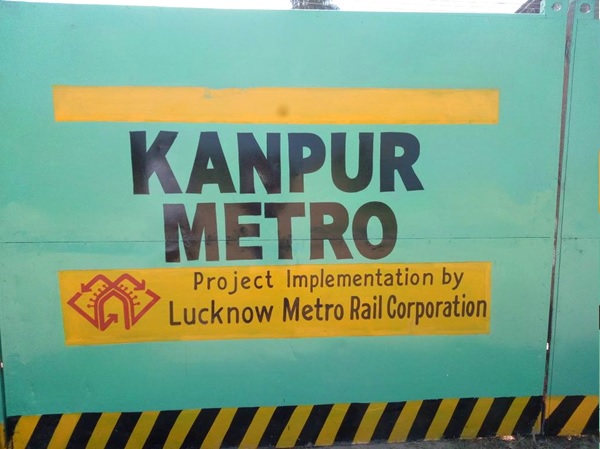 KANPUR
METRO
Project Implementation by
Lucknow Metro Rail Corporation